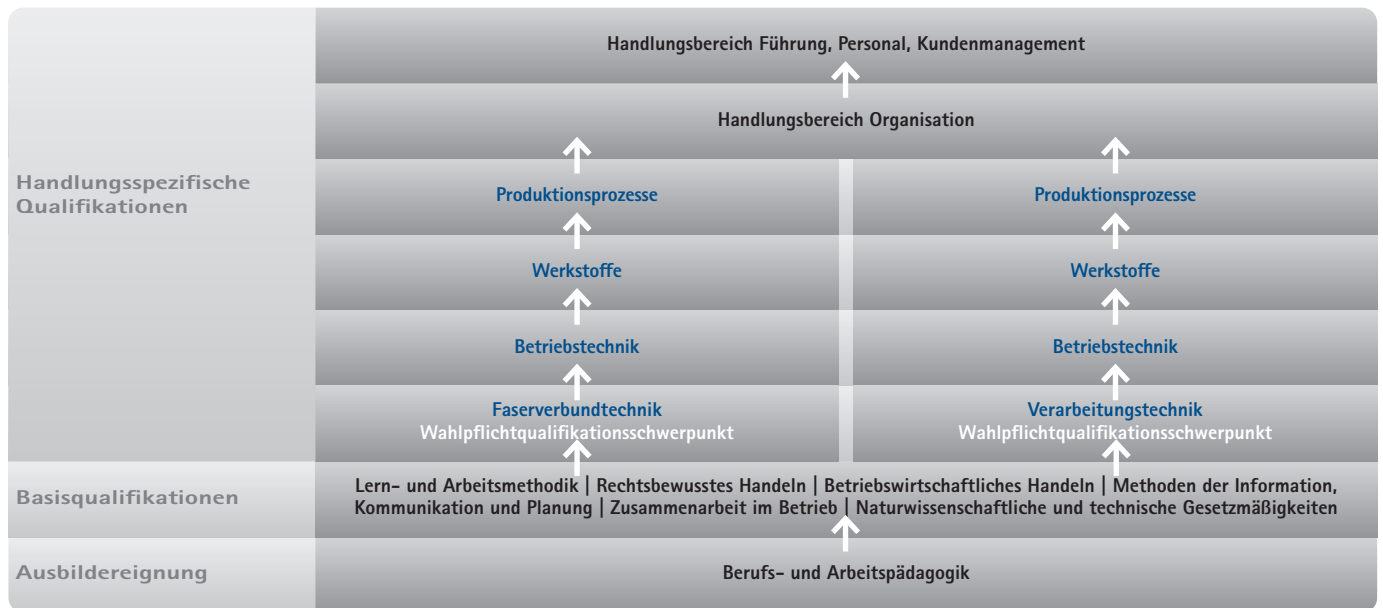 Handlungsbereich Führung, Personal, Kundenmanagement
Handlungsbereich Organisation
Handlungsspezifische
Qualifikationen
Produktionsprozesse
Produktionsprozesse
Werkstoffe
Werkstoffe
Betriebstechnik
Betriebstechnik
Faserverbundtechnik
Wahlpflichtqualifikationsschwerpunkt
Verarbeitungstechnik
Wahlpflichtqualifikationsschwerpunkt
Basisqualifikationen
Lern- und Arbeitsmethodik | Rechtsbewusstes Handeln | Betriebswirtschaftliches Handeln | Methoden der Information,
Kommunikation und Planung | Zusammenarbeit im Betrieb | Naturwissenschaftliche und technische Gesetzmäßigkeiten
Ausbildereignung
Berufs- und Arbeitspädagogik